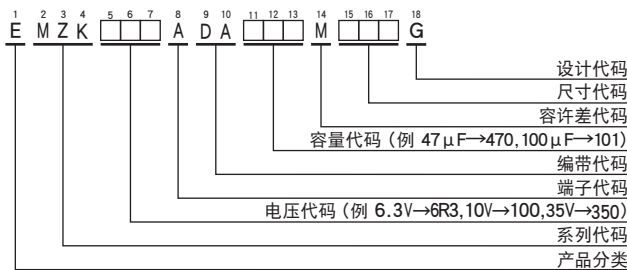 1 2 3 4 5 6 7 8 9 10 11 12 13 14 15 16 17 18
E M Z K A D A M G
设计代码
尺寸代码
容许差代码
容量代码 (例 47μF→470,100μF→101)
编带代码
端子代码
电压代码 (例 6.3V→6R3,10V→100,35V→350)
系列代码
产品分类